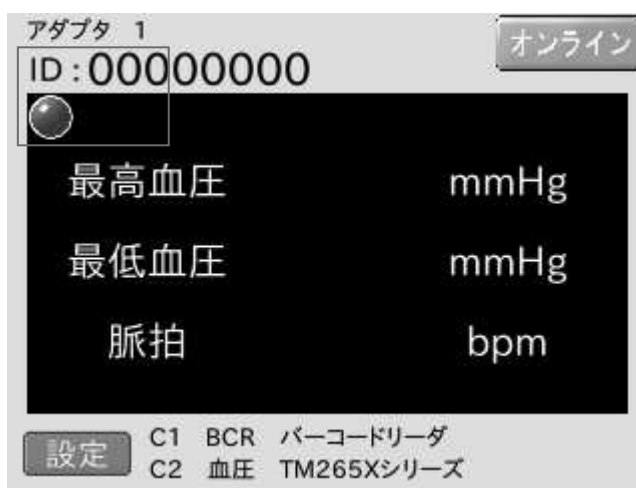 アダプタ 1
オンライン
ID:00000000
最高血圧 mmHg
最低血圧 mmHg
脈拍 bpm
設定
C1 BCR バーコードリーダ
C2 血圧 TM265Xシリーズ